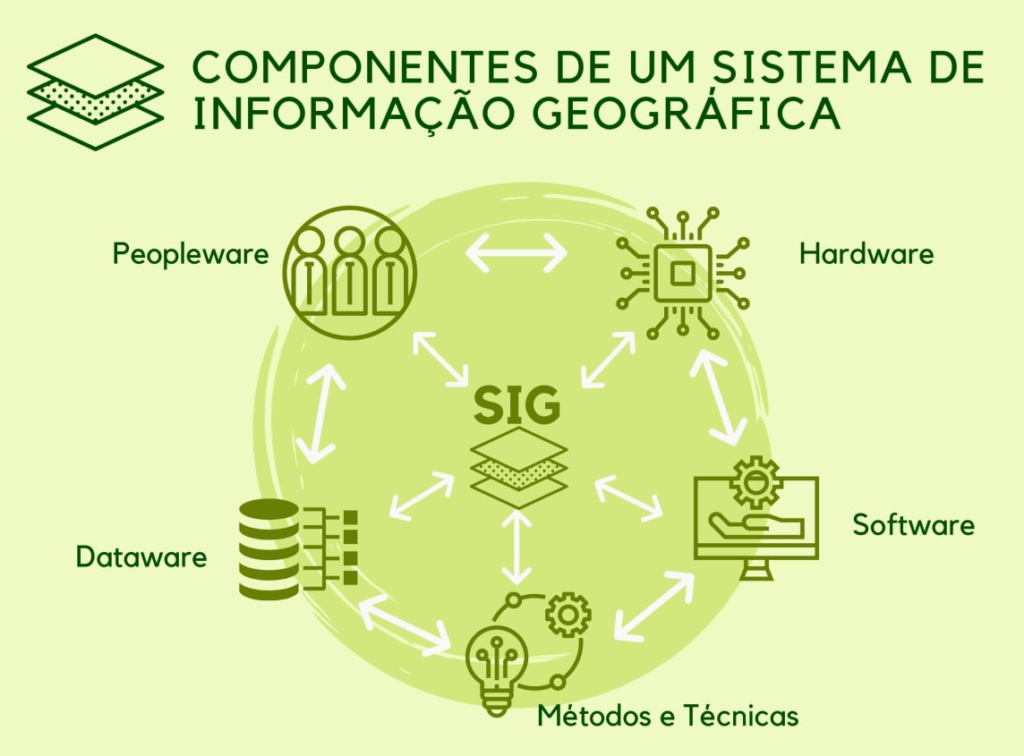 COMPONENTES DE UM SISTEMA DE
INFORMAÇÃO GEOGRÁFICA
Peopleware
Hardware
SIG
Dataware
Software
Métodos e Técnicas